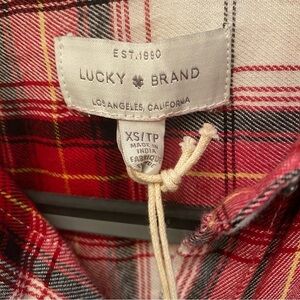 EST. 1990
LUCKY BRAND
LOS ANGELES, CALIFORNIA
XS/TP
MADE IN
INDIA